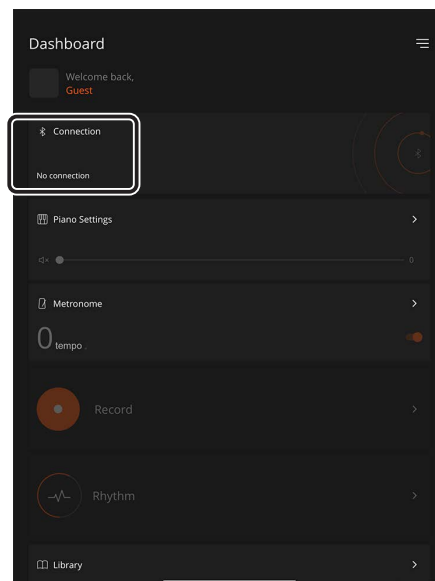 Dashboard
Welcome back,
Guest
Connection
No connection
Piano Settings
0
Metronome
0 tempo .
Record
Rhythm
Library